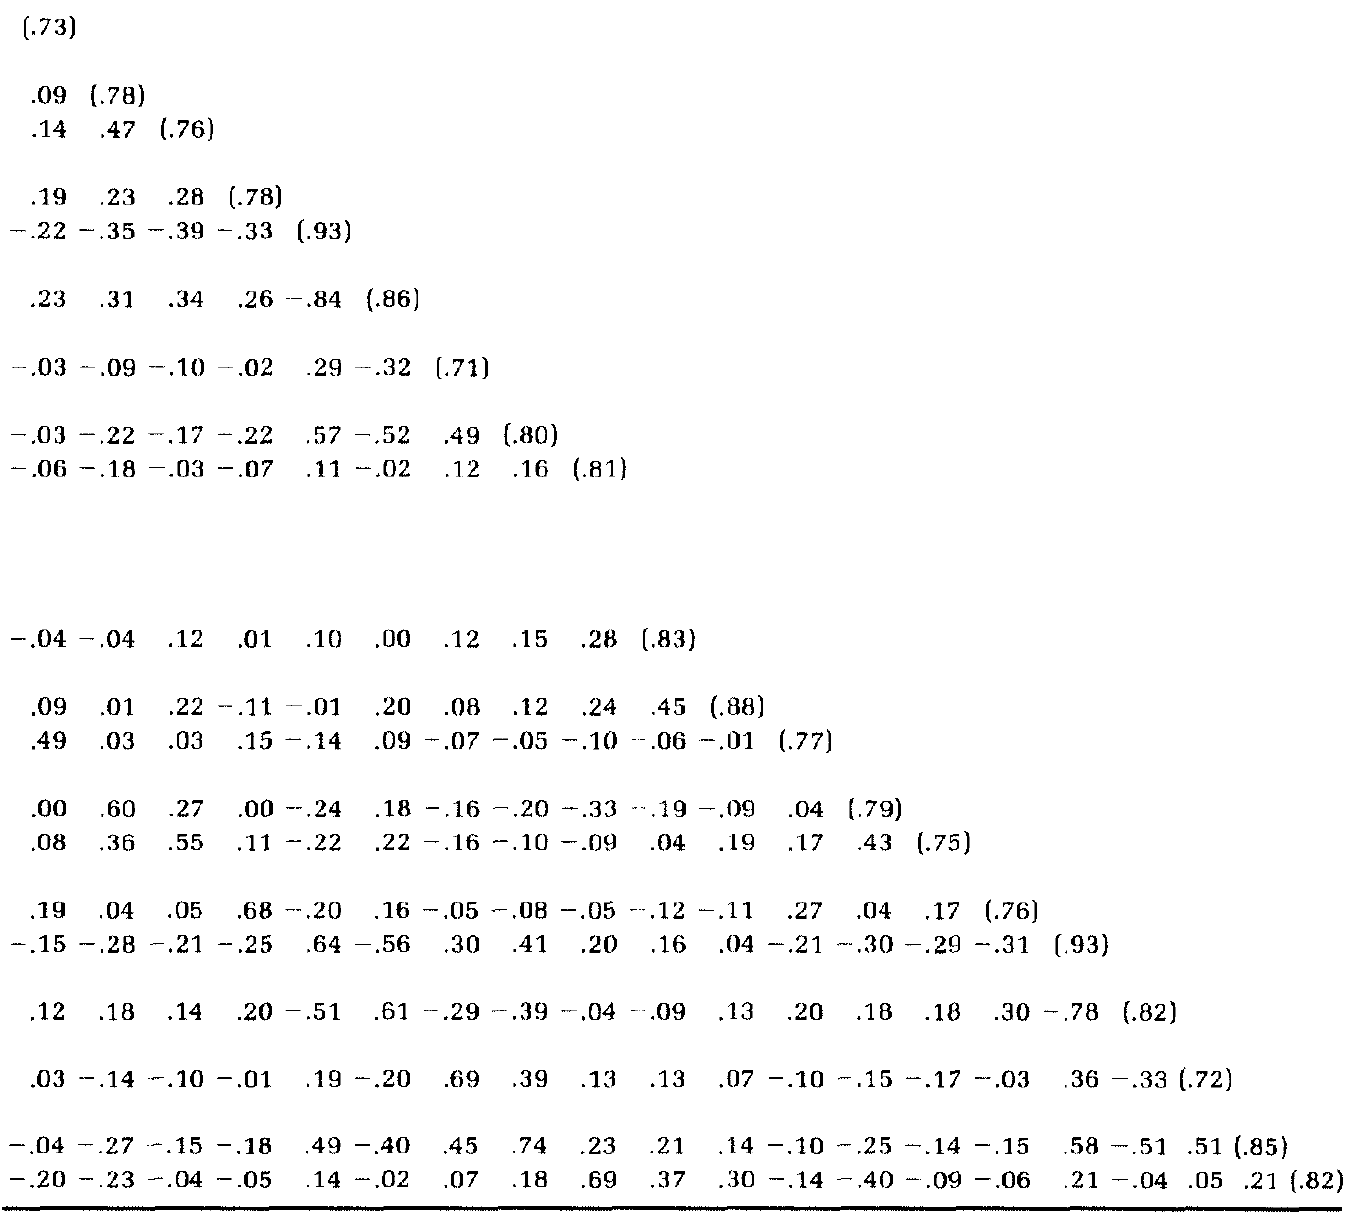 (.73)
.09 (.78)
.14 .47 (.76)
.19 .23 .28 (.78)
−.22 −.35 −.39 −.33 (.93)
.23 .31 .34 .26 −.84 (.86)
−.03 −.09 −.10 −.02 .29 −.32 (.71)
−.03 −.22 −.17 −.22 .57 −.52 .49 (.80)
−.06 −.18 −.03 −.07 .11 −.02 .12 .16 (.81)
−.04 −.04 .12 .01 .10 .00 .12 .15 .28 (.83)
.09 .01 .22 −.11 −.01 .20 .08 .12 .24 .45 (.88)
.49 .03 .03 .15 −.14 .09 −.07 −.05 −.10 −.06 −.01 (.77)
.00 .60 .27 .00 −.24 .18 −.16 −.20 −.33 −.19 −.09 .04 (.79)
.08 .36 .55 .11 −.22 .22 −.16 −.10 −.09 .04 .19 .17 .43 (.75)
.19 .04 .05 .68 −.20 .16 −.05 −.08 −.05 −.12 −.11 .27 .04 .17 (.76)
−.15 −.28 −.21 −.25 .64 −.56 .30 .41 .20 .16 .04 −.21 −.30 −.29 −.31 (.93)
.12 .18 .14 .20 −.51 .61 −.29 −.39 −.04 −.09 .13 .20 .18 .18 .30 −.78 (.82)
.03 −.14 −.10 −.01 .19 −.20 .69 .39 .13 .13 .07 −.10 −.15 −.17 −.03 .36 −.33 (.72)
−.04 −.27 −.15 −.18 .49 −.40 .45 .74 .23 .21 .14 −.10 −.25 −.14 −.15 .58 −.51 .51 (.85)
−.20 −.23 −.04 −.05 .14 −.02 .07 .18 .69 .37 .30 −.14 −.40 −.09 −.06 .21 −.04 .05 .21 (.82)